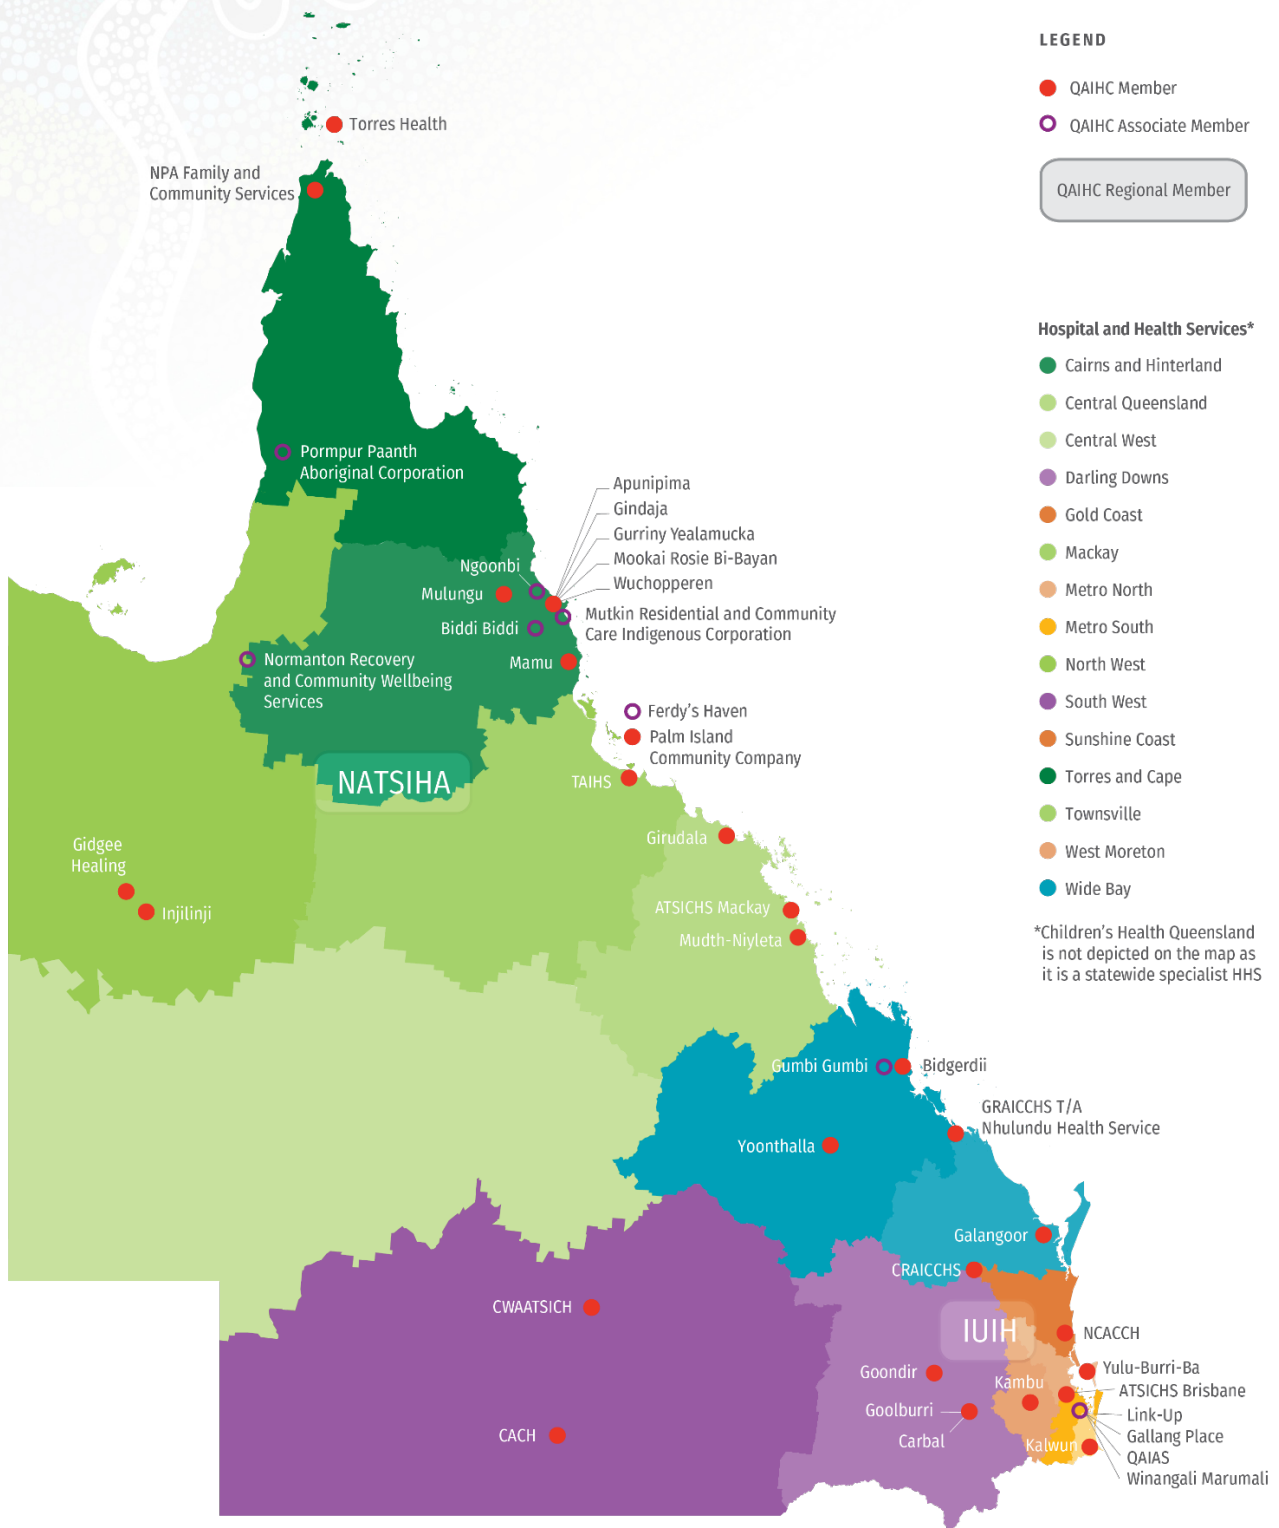 LEGEND
QAIHC Member
QAIHC Associate Member
QAIHC Regional Member
Torres Health
NPA Family and
Community Services
Hospital and Health Services*
Cairns and Hinterland
Central Queensland
Central West
Darling Downs
Gold Coast
Mackay
Metro North
Metro South
North West
South West
Sunshine Coast
Torres and Cape
Townsville
West Moreton
Wide Bay
*Children's Health Queensland
is not depicted on the map as
it is a statewide specialist HHS
Pormpur Paanth
Aboriginal Corporation
Apunipima
Gindaja
Gurriny Yealamucka
Mookai Rosie Bi-Bayan
Wuchopperen
Ngoonbi
Mulungu
Biddi Biddi
Mutkin Residential and Community
Care Indigenous Corporation
Mamu
Normanton Recovery
and Community Wellbeing
Services
Ferdy's Haven
Palm Island
Community Company
NATSIHA
TAIHS
Girudala
Gidgee
Healing
Injilinji
ATSICHS Mackay
Mudth-Niyleta
Gumbi Gumbi
Bidgerdii
GRAICCHS T/A
Nhulundu Health Service
Yoonthalla
Galangoor
CRAICCHS
CWAATSICH
IUIH
NCACCH
Goondir
Kambu
Yulu-Burri-Ba
ATSICHS Brisbane
Goolburri
Link-Up
Carbal
Gallang Place
CACH
Kalwun
QAIAS
Winangali Marumali